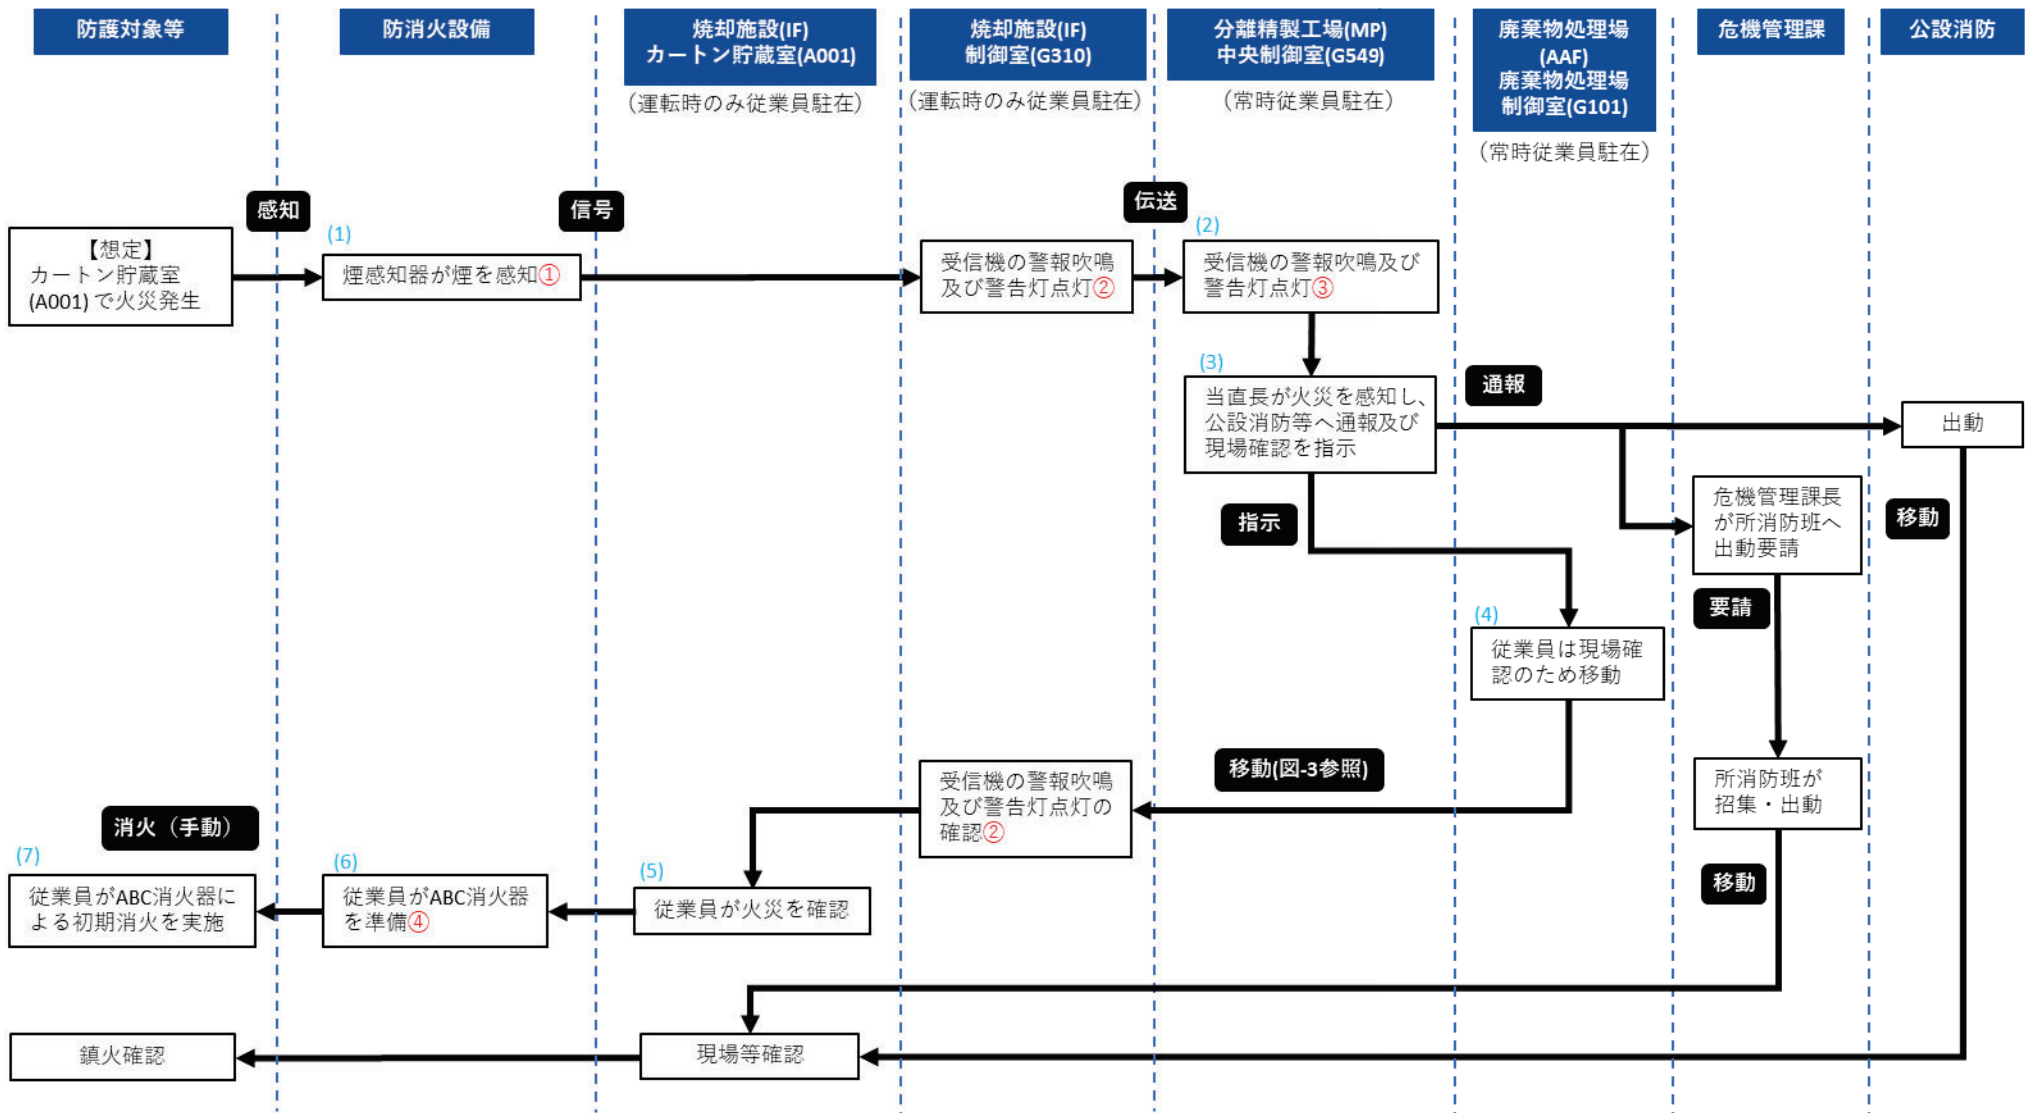 防護対象等
防消火設備
焼却施設(IF)
カートン貯蔵室(A001)
(運転時のみ従業員駐在)
焼却施設(IF)
制御室(G310)
(運転時のみ従業員駐在)
分離精製工場(MP)
中央制御室(G549)
(常時従業員駐在)
廃棄物処理場
(AAF)
廃棄物処理場
制御室(G101)
(常時従業員駐在)
危機管理課
公設消防
感知
信号
伝送
【想定】
カートン貯蔵室
(A001)で火災発生
(1)
煙感知器が煙を感知①
受信機の警報吹鳴
及び警告灯点灯②
(2)
受信機の警報吹鳴及び
警告灯点灯③
(3)
当直長が火災を感知し、
公設消防等へ通報及び
現場確認を指示
通報
出動
指示
危機管理課長
が所消防班へ
出動要請
移動
要請
(4)
従業員は現場確
認のため移動
移動(図-3参照)
受信機の警報吹鳴
及び警告灯点灯の
確認②
所消防班が
招集・出動
消火（手動）
(7)
従業員がABC消火器に
よる初期消火を実施
(6)
従業員がABC消火器
を準備④
(5)
従業員が火災を確認
移動
鎮火確認
現場等確認